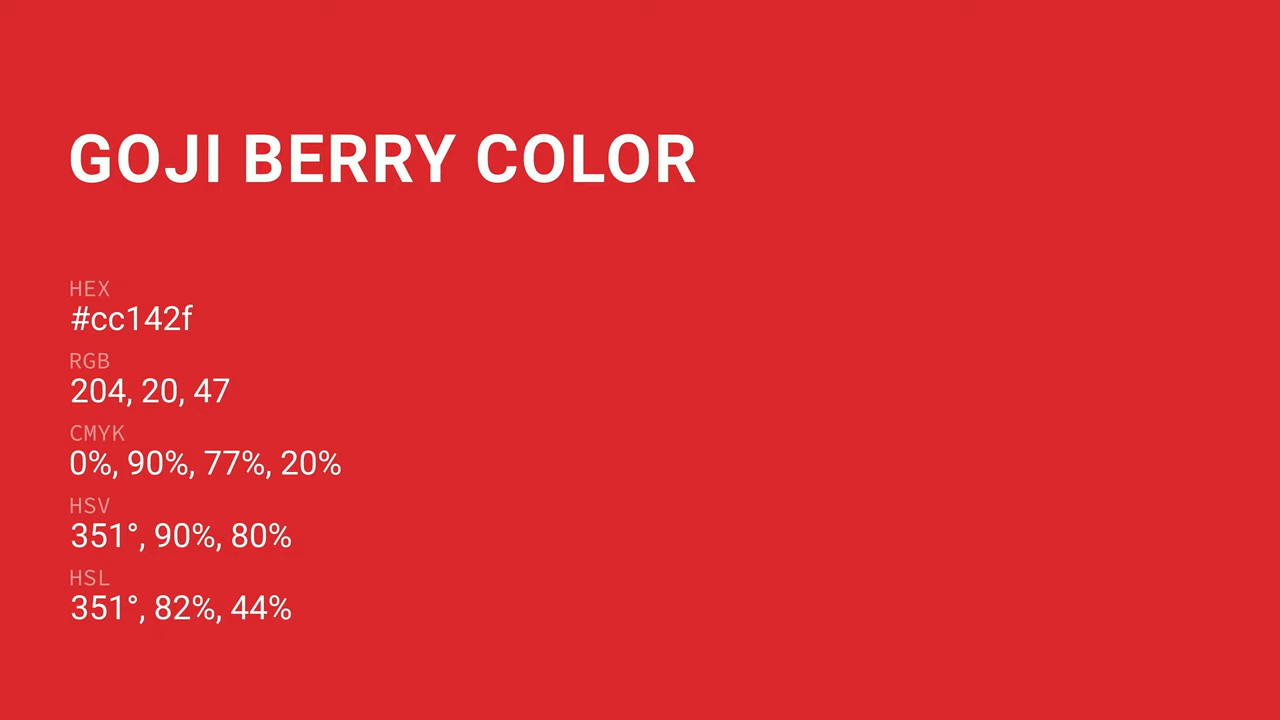 GOJI BERRY COLOR
HEX
#cc142f
RGB
204, 20, 47
CMYK
0%, 90%, 77%, 20%
HSV
351°, 90%, 80%
HSL
351°, 82%, 44%